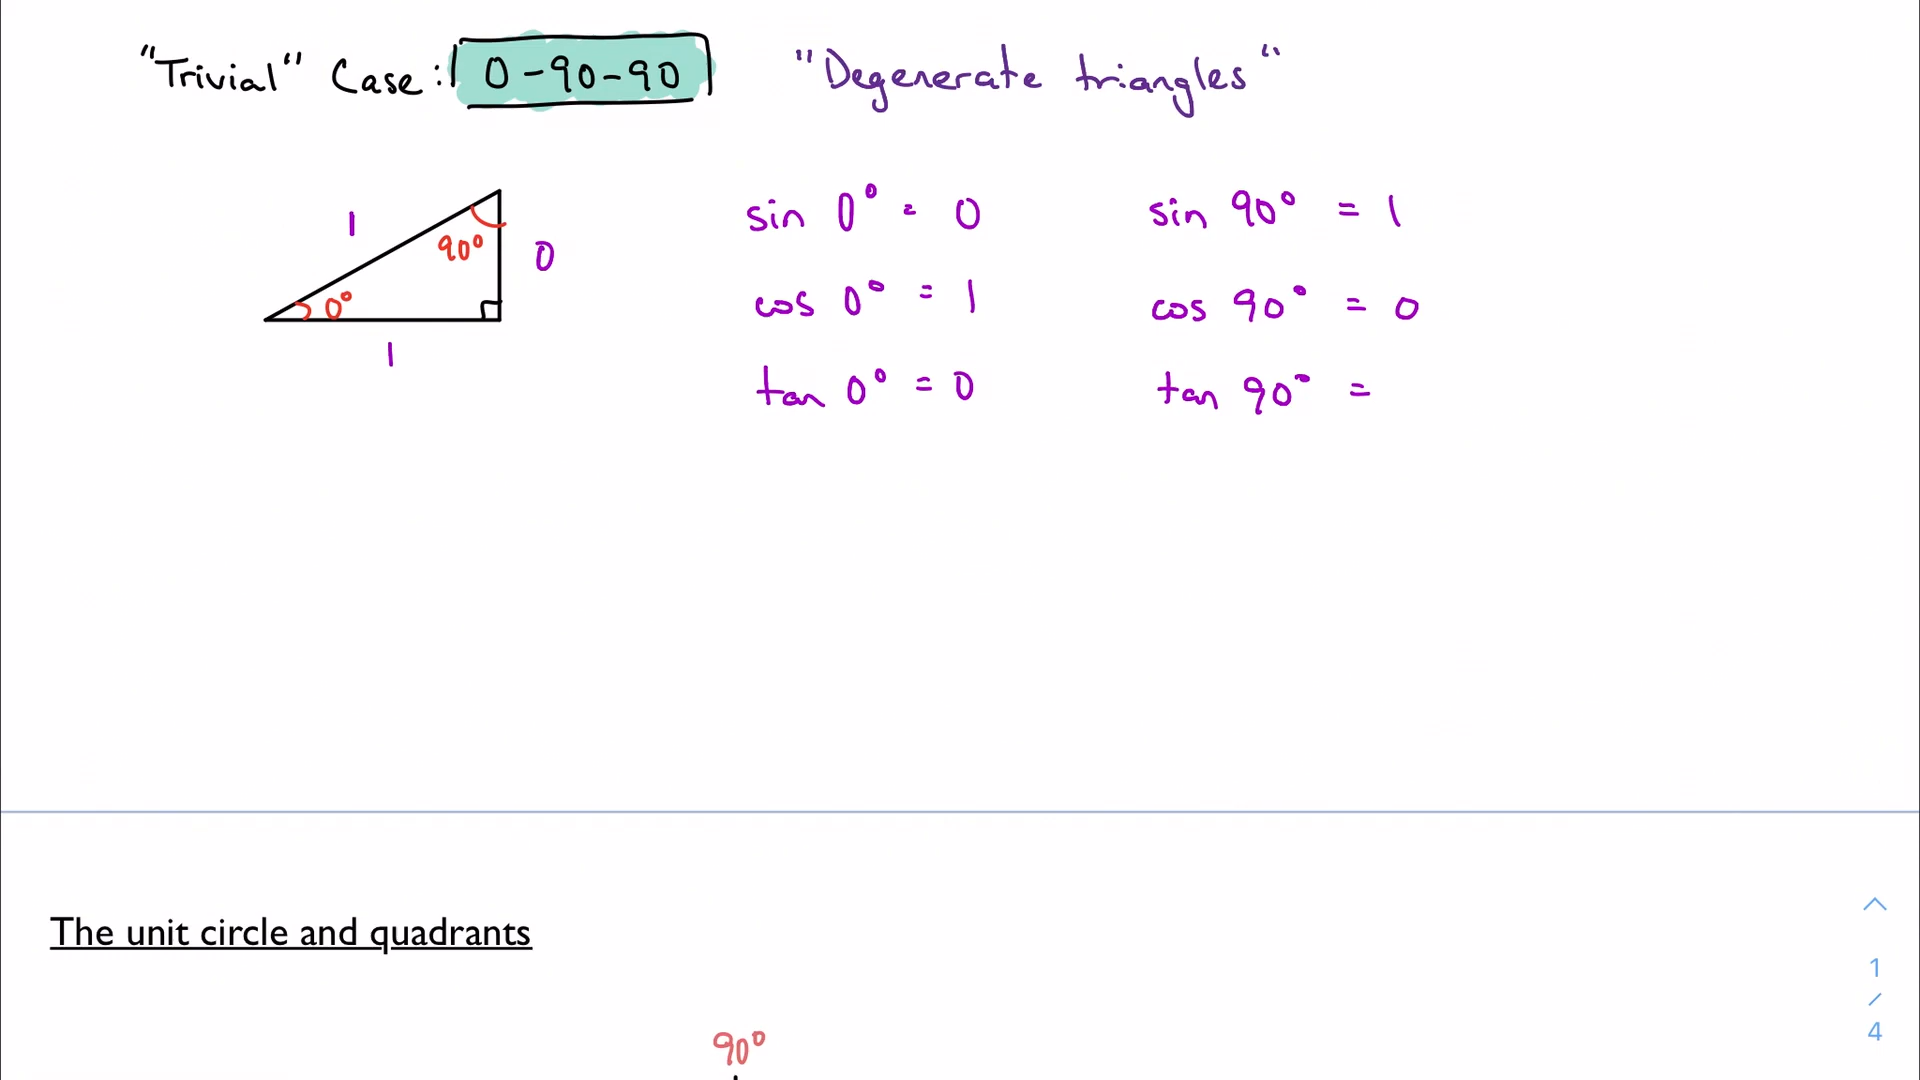 "Trivial" Case: 0-90-90 "Degenerate triangles"
1
90°
0
0°
1
sin 0° = 0
cos 0° = 1
tan 0° = 0
sin 90° = 1
cos 90° = 0
tan 90° =
The unit circle and quadrants
90°
1
/
4